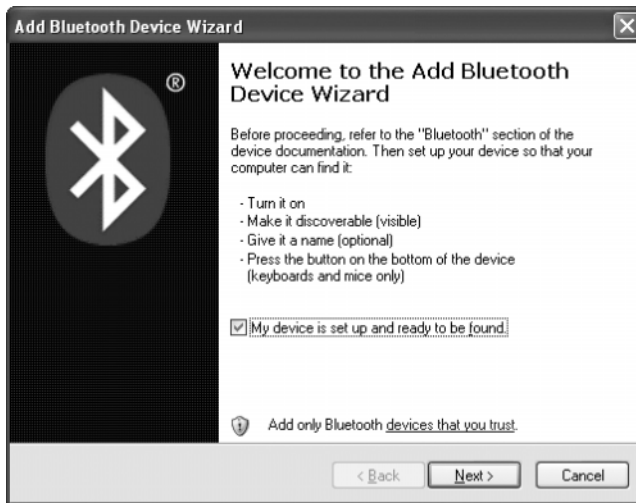 Add Bluetooth Device Wizard
®
Welcome to the Add Bluetooth
Device Wizard
Before proceeding, refer to the "Bluetooth" section of the
device documentation. Then set up your device so that your
computer can find it:
- Turn it on
- Make it discoverable (visible)
- Give it a name (optional)
- Press the button on the bottom of the device
(keyboards and mice only)
My device is set up and ready to be found.
Add only Bluetooth devices that you trust.
< Back Next > Cancel